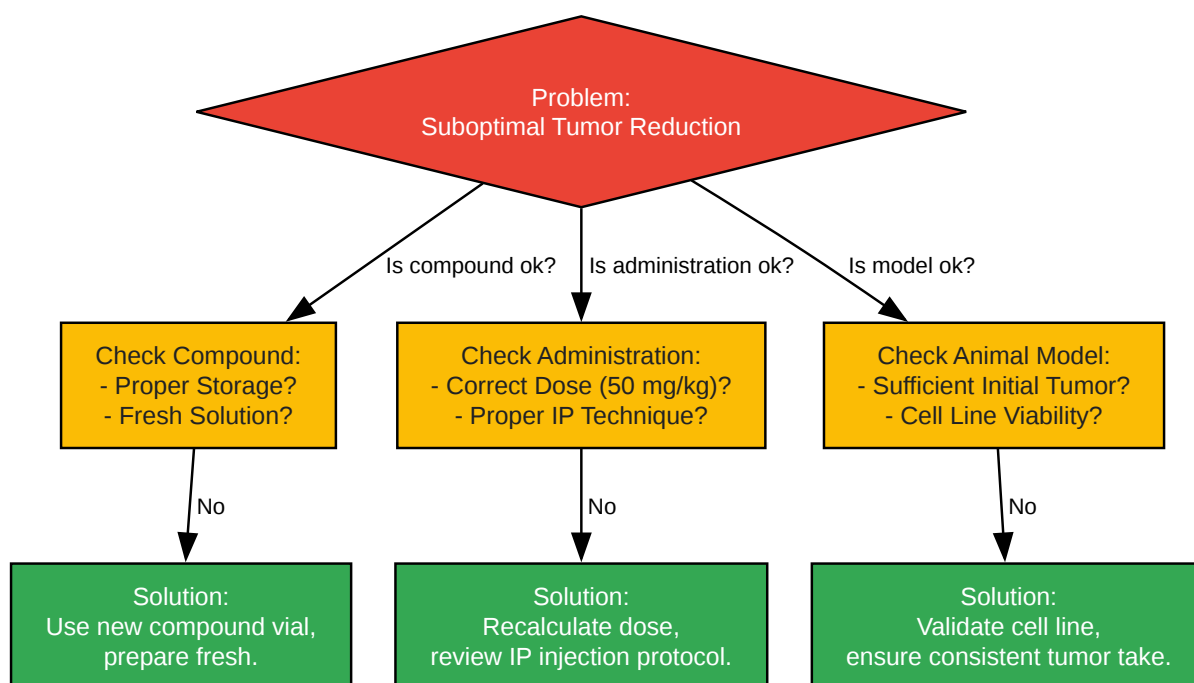 Problem:
Suboptimal Tumor Reduction
Is compound ok?
Is administration ok?
Is model ok?
Check Compound:
- Proper Storage?
- Fresh Solution?
Check Administration:
- Correct Dose (50 mg/kg)?
- Proper IP Technique?
Check Animal Model:
- Sufficient Initial Tumor?
- Cell Line Viability?
No
No
No
Solution:
Use new compound vial,
prepare fresh.
Solution:
Recalculate dose,
review IP injection protocol.
Solution:
Validate cell line,
ensure consistent tumor take.